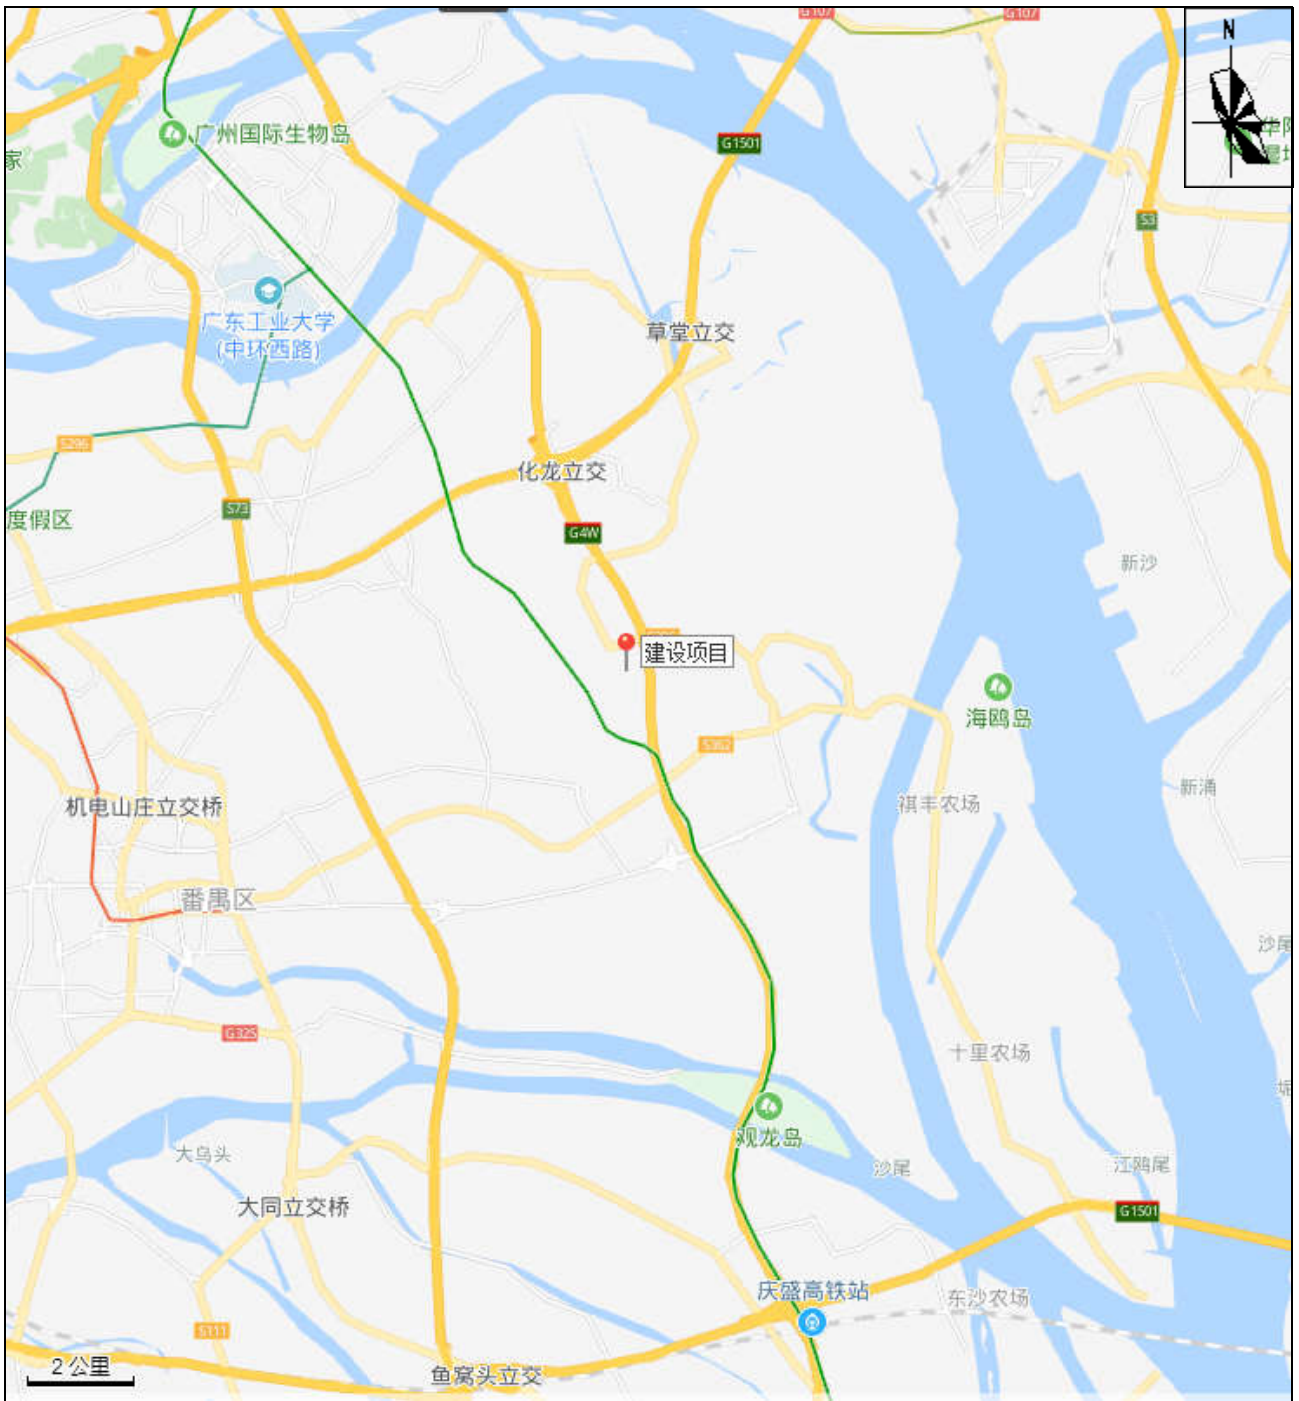 G107
G107
N
广州国际生物岛
家
G1501
S3
广东工业大学
(中环西路)
草堂立交
S296
化龙立交
S73
度假区
G4W
新沙
建设项目
海鸥岛
S362
新涌
祺丰农场
机电山庄立交桥
番禺区
沙尾
G325
十里农场
观龙岛
大乌头
沙尾
江鸥尾
大同立交桥
G1501
庆盛高铁站
东沙农场
S111
2 公里
鱼窝头立交